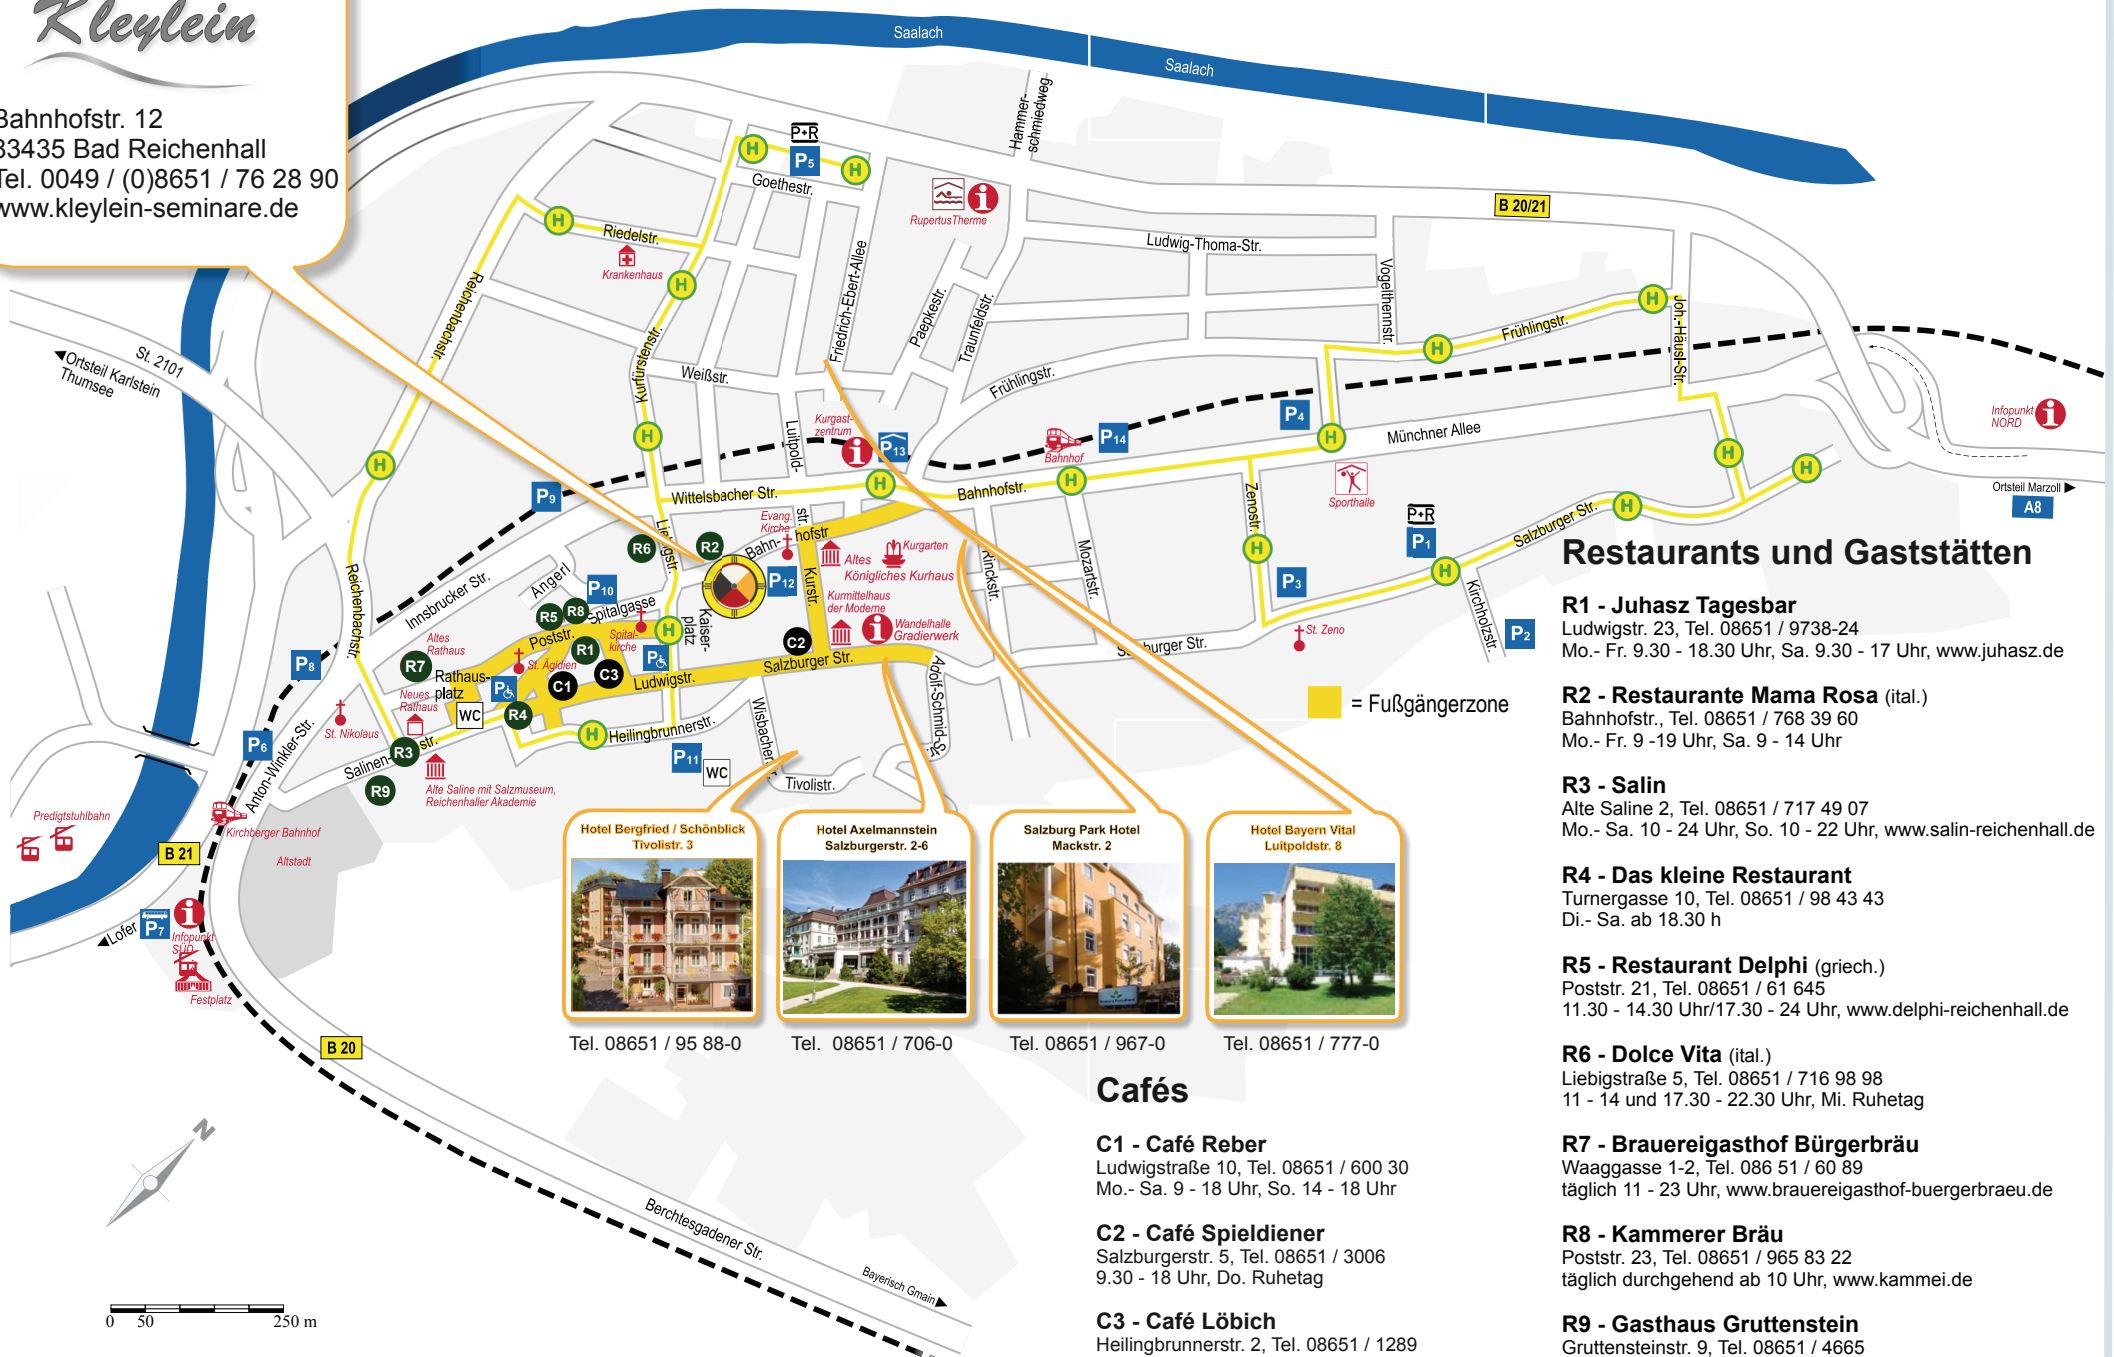 Kleylein
Bahnhofstr. 12
83435 Bad Reichenhall
Tel. 0049 / (0)8651 / 76 28 90
www.kleylein-seminare.de
Saalach
Saalach
Hammer-
schmiedweg
P+R
P5
H
H
Goethestr.
RupertusTherme
B 20/21
H
Riedelstr.
Krankenhaus
Ludwig-Thoma-Str.
Friedrich-Ebert-Allee
Vogelthennstr.
H
Reichenbachstr.
Paepkestr.
Traunfeldstr.
H
Joh.-Häusl-Str.
Frühlingstr.
H
St. 2101
Ortsteil Karlstein
Thumsee
Kurfürstenstr.
Weißstr.
Frühlingstr.
Kurgast-
zentrum
i
P13
Luitpold-
str.
Bahnhof
P14
P4
H
Münchner Allee
Infopunkt
NORD
i
H
H
H
H
H
Sporthalle
Ortsteil Marzoll
A8
P9
Wittelsbacher Str.
H
Bahnhofstr.
H
Zenostr.
P+R
P1
Salzburger Str.
H
Evang.
Kirche
Liebigstr.
R6
R2
Bahn-
hofstr
Altes
Königliches Kurhaus
Kurgarten
Rinckstr.
Mozartstr.
H
Innsbrucker Str.
Angerl
P10
P12
Kurstr.
Kurmittelhaus
der Moderne
P3
Kirchholzstr.
P2
Reichenbachstr.
R5
R8
Spitalgasse
Kaiser-
platz
Wandelhalle
Gradierwerk
i
St. Zeno
Altes
Rathaus
Poststr.
Spital-
kirche
H
C2
Salzburger Str.
Salzburger Str.
P8
R7
Rathaus-
platz
St. Ägidien
R1
P
C3
C1
Ludwigstr.
Adolf-Schmid-Str.
Neues
Rathaus
WC
P
R4
= Fußgängerzone
St. Nikolaus
H
Heilingbrunnerstr.
Wisbacherstr.
P6
Anton-Winkler-Str.
Salinen-
str.
R3
R9
Alte Saline mit Salzmuseum,
Reichenhaller Akademie
P11
WC
Tivolistr.
Predigtstuhlbahn
Kirchberger Bahnhof
B 21
Altstadt
Lofer
P7
i
Infopunkt
SÜD
Festplatz
B 20
Berchtesgadener Str.
Bayerisch Gmain
N
0 50 250 m
Hotel Bergfried / Schönblick
Tivolistr. 3
Tel. 08651 / 95 88-0
Hotel Axelmannstein
Salzburgerstr. 2-6
Tel. 08651 / 706-0
Salzburg Park Hotel
Mackstr. 2
Tel. 08651 / 967-0
Hotel Bayern Vital
Luitpoldstr. 8
Tel. 08651 / 777-0
Cafés
C1 - Café Reber
Ludwigstraße 10, Tel. 08651 / 600 30
Mo.- Sa. 9 - 18 Uhr, So. 14 - 18 Uhr
C2 - Café Spieldiener
Salzburgerstr. 5, Tel. 08651 / 3006
9.30 - 18 Uhr, Do. Ruhetag
C3 - Café Löbich
Heilingbrunnerstr. 2, Tel. 08651 / 1289
Restaurants und Gaststätten
R1 - Juhasz Tagesbar
Ludwigstr. 23, Tel. 08651 / 9738-24
Mo.- Fr. 9.30 - 18.30 Uhr, Sa. 9.30 - 17 Uhr, www.juhasz.de
R2 - Restaurante Mama Rosa (ital.)
Bahnhofstr., Tel. 08651 / 768 39 60
Mo.- Fr. 9 -19 Uhr, Sa. 9 - 14 Uhr
R3 - Salin
Alte Saline 2, Tel. 08651 / 717 49 07
Mo.- Sa. 10 - 24 Uhr, So. 10 - 22 Uhr, www.salin-reichenhall.de
R4 - Das kleine Restaurant
Turnergasse 10, Tel. 08651 / 98 43 43
Di.- Sa. ab 18.30 h
R5 - Restaurant Delphi (griech.)
Poststr. 21, Tel. 08651 / 61 645
11.30 - 14.30 Uhr/17.30 - 24 Uhr, www.delphi-reichenhall.de
R6 - Dolce Vita (ital.)
Liebigstraße 5, Tel. 08651 / 716 98 98
11 - 14 und 17.30 - 22.30 Uhr, Mi. Ruhetag
R7 - Brauereigasthof Bürgerbräu
Waaggasse 1-2, Tel. 086 51 / 60 89
täglich 11 - 23 Uhr, www.brauereigasthof-buergerbraeu.de
R8 - Kammerer Bräu
Poststr. 23, Tel. 08651 / 965 83 22
täglich durchgehend ab 10 Uhr, www.kammei.de
R9 - Gasthaus Gruttenstein
Gruttensteinstr. 9, Tel. 08651 / 4665